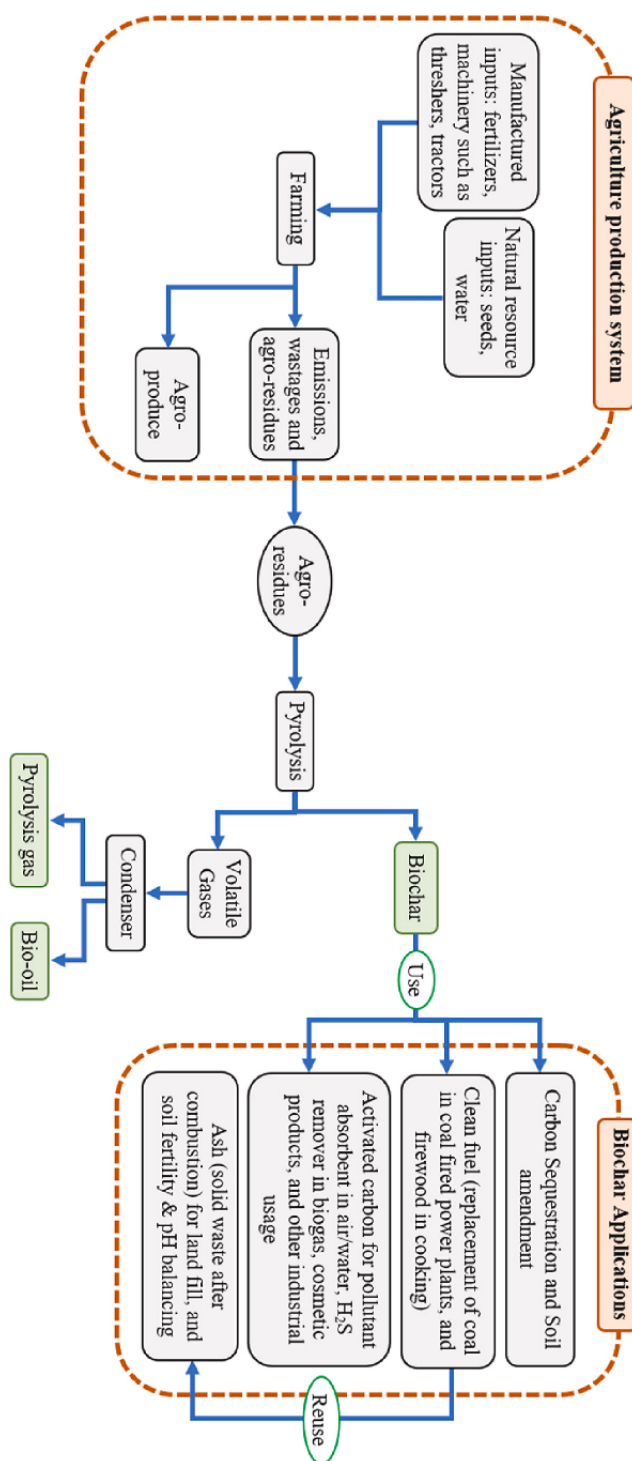 Agriculture production system
Manufactured
inputs: fertilizers,
machinery such as
threshers, tractors
Natural resource
inputs: seeds,
water
Farming
Emissions,
wastages and
agro-residues
Agro-
produce
Agro-
residues
Pyrolysis
Biochar
Volatile
Gases
Condenser
Pyrolysis gas
Bio-oil
Use
Biochar Applications
Carbon Sequestration and Soil
amendment
Clean fuel (replacement of coal
in coal fired power plants, and
firewood in cooking)
Activated carbon for pollutant
absorbent in air/water, H₂S
remover in biogas, cosmetic
products, and other industrial
usage
Ash (solid waste after
combustion) for land fill, and
soil fertility & pH balancing
Reuse